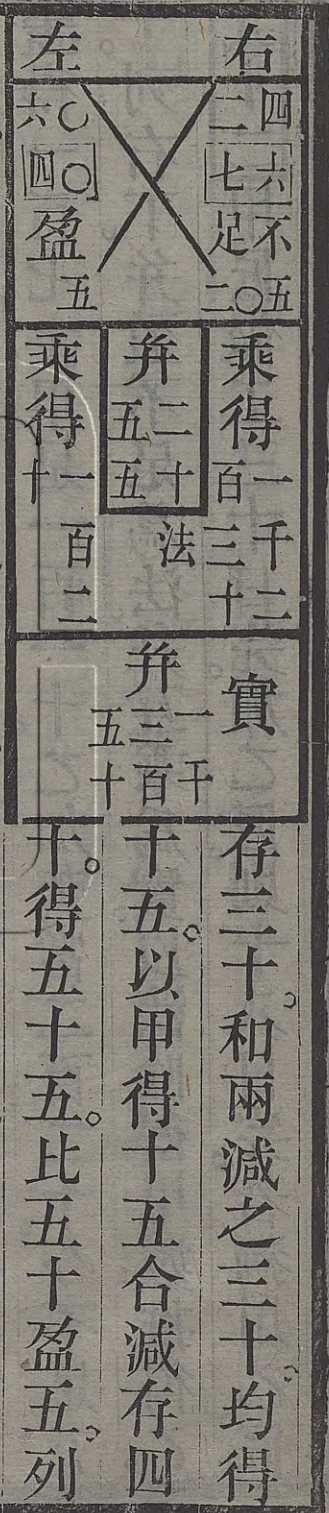 右
四六不五〇
二七足二
乘得
一千二
百三十
實
存三十。和兩減之三十。均得
并
二十
五五
法
并
一千
三百
五十
十五。以甲得十五合減存四
左
〇〇
六四
盈五
乘得
一百二
十
十。得五十五。比五十盈五。列